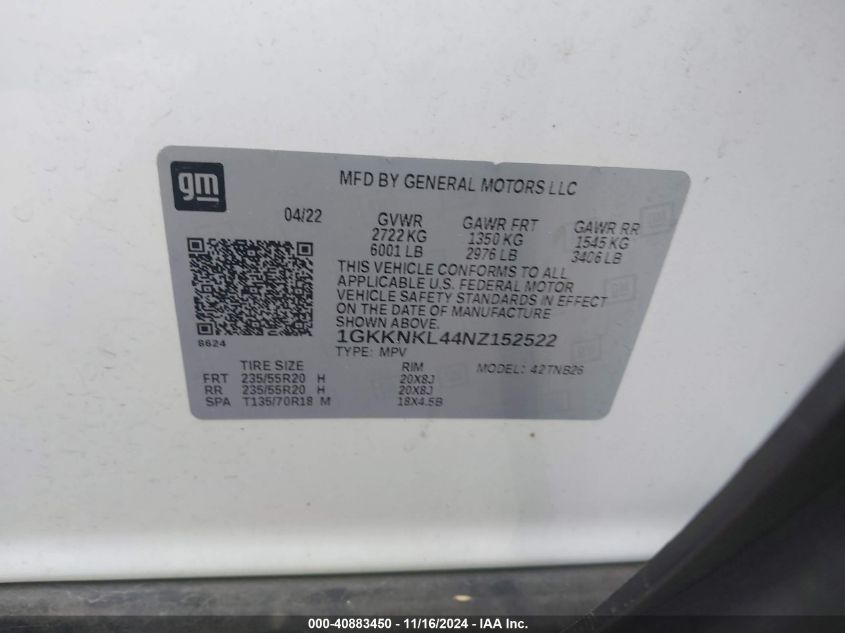 gm
MFD BY GENERAL MOTORS LLC
04/22 GVWR GAWR FRT GAWR RR
2722 KG 1350 KG 1545 KG
6001 LB 2976 LB 3406 LB
THIS VEHICLE CONFORMS TO ALL
APPLICABLE U.S. FEDERAL MOTOR
VEHICLE SAFETY STANDARDS IN EFFECT
ON THE DATE OF MANUFACTURE
SHOWN ABOVE.
8624 1GKKNKL44NZ152522
TYPE: MPV
TIRE SIZE RIM MODEL: 42TNB26
FRT 235/55R20 H 20X8J
RR 235/55R20 H 20X8J
SPA T135/70R18 M 18X4.5B
000-40883450 - 11/16/2024 - IAA Inc.